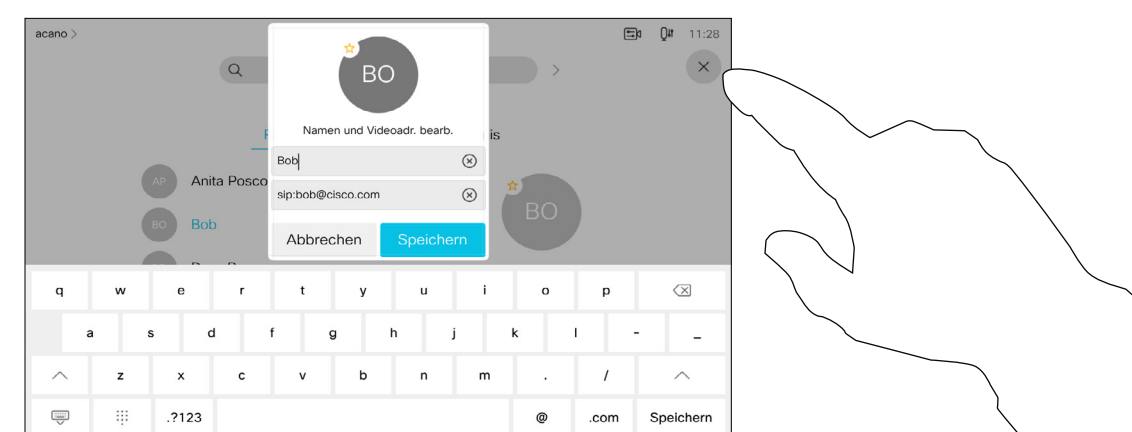 acano >
11:28
BO
Namen und Videoadr. bearb.
is
Bob
sip:bob@cisco.com
AP Anita Posco
BO Bob
BO
Abbrechen Speichern
q w e r t y u i o p
a s d f g h j k l - _
z x c v b n m . /
.?123 @ .com Speichern